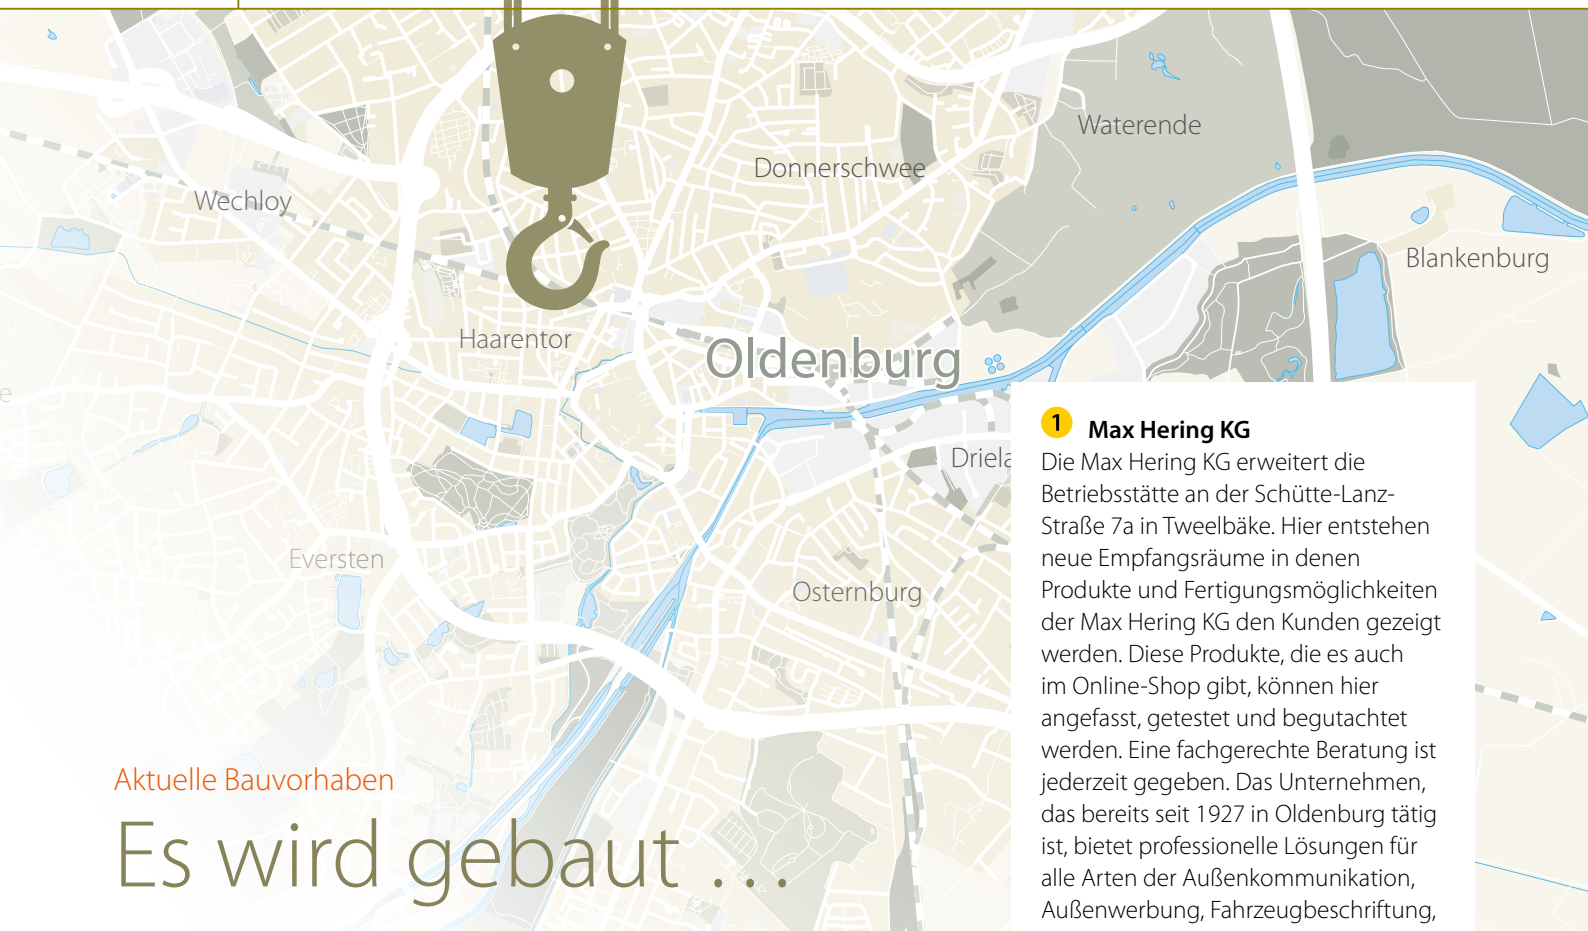 Waterende
Donnerschwee
Wechloy
Blankenburg
Haarentor
Oldenburg
e
Eversten
Osternburg
Aktuelle Bauvorhaben
Es wird gebaut ...
1 Max Hering KG
Die Max Hering KG erweitert die
Betriebsstätte an der Schütte-Lanz-
Straße 7a in Tweelbäke. Hier entstehen
neue Empfangsräume in denen
Produkte und Fertigungsmöglichkeiten
der Max Hering KG den Kunden gezeigt
werden. Diese Produkte, die es auch
im Online-Shop gibt, können hier
angefasst, getestet und begutachtet
werden. Eine fachgerechte Beratung ist
jederzeit gegeben. Das Unternehmen,
das bereits seit 1927 in Oldenburg tätig
ist, bietet professionelle Lösungen für
alle Arten der Außenkommunikation,
Außenwerbung, Fahrzeugbeschriftung,